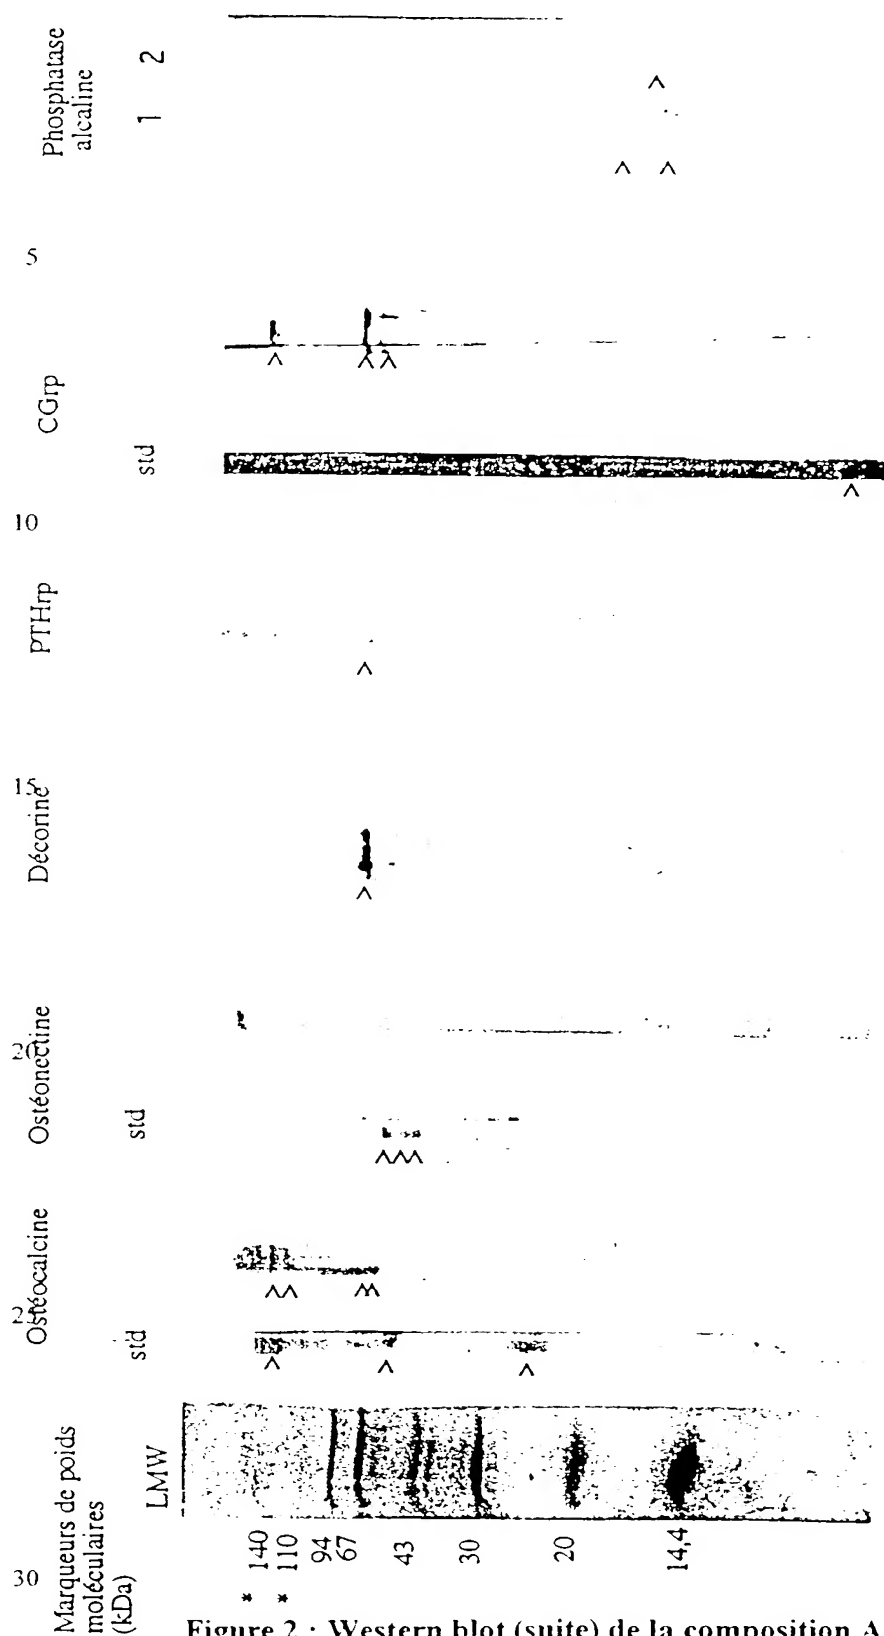 Phosphatase
alcaline
1 2
5
CGrp
std
10
PTHrp
15
Décorine
20
Ostéonectine
std
25
Ostéocalcine
std
Marqueurs de poids
moléculaires
(kDa)
LMW
* 140
* 110
94
67
43
30
20
14,4
30
Figure 2 : Western blot (suite) de la composition A